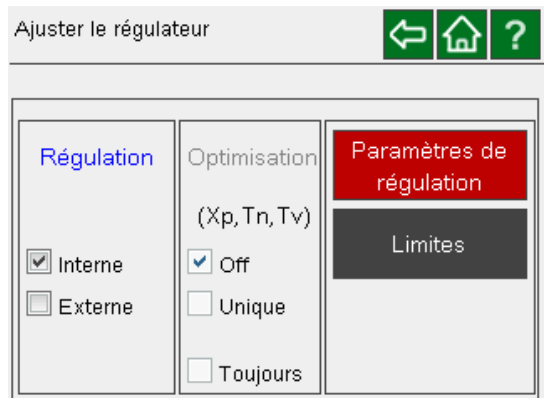 Ajuster le régulateur
?
Régulation
Interne
Externe
Optimisation
(Xp,Tn,Tv)
Off
Unique
Toujours
Paramètres de
régulation
Limites